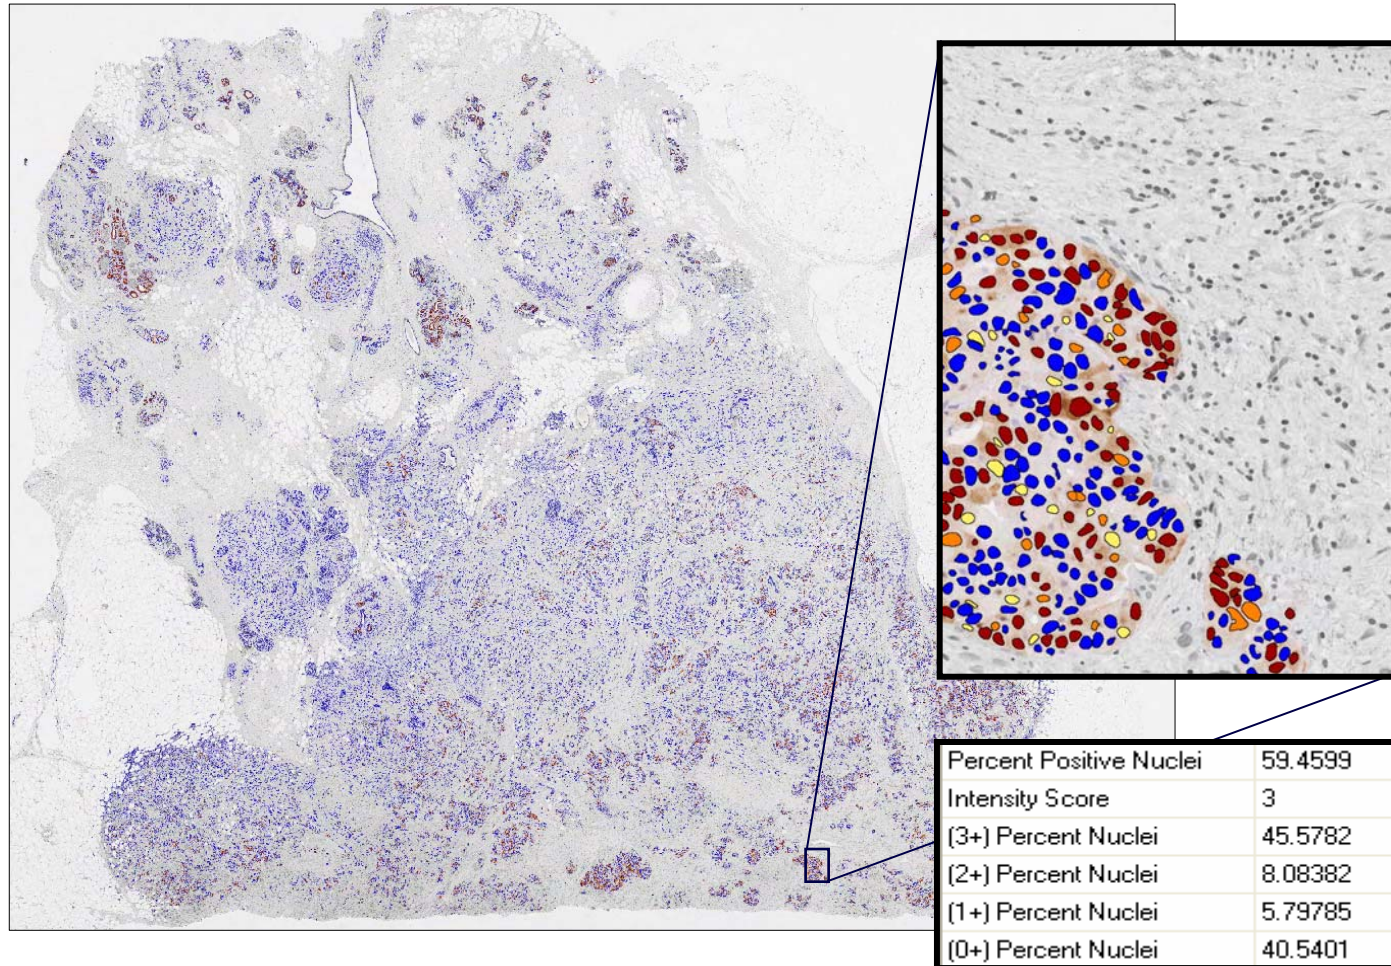 Percent Positive Nuclei 59.4599
Intensity Score 3
(3+) Percent Nuclei 45.5782
(2+) Percent Nuclei 8.08382
(1+) Percent Nuclei 5.79785
(0+) Percent Nuclei 40.5401